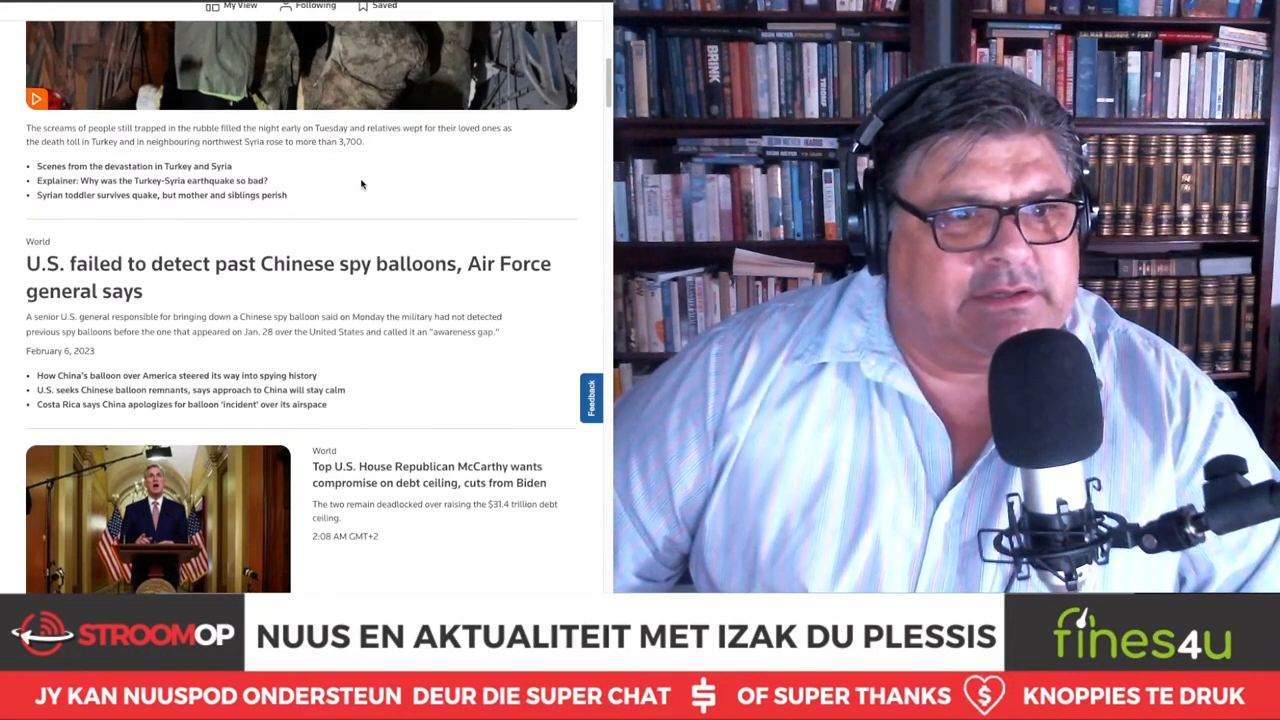 My View
Following
Saved
The screams of people still trapped in the rubble filled the night early on Tuesday and relatives wept for their loved ones as
the death toll in Turkey and in neighbouring northwest Syria rose to more than 3,700.
• Scenes from the devastation in Turkey and Syria
• Explainer: Why was the Turkey-Syria earthquake so bad?
• Syrian toddler survives quake, but mother and siblings perish
World
U.S. failed to detect past Chinese spy balloons, Air Force
general says
A senior U.S. general responsible for bringing down a Chinese spy balloon said on Monday the military had not detected
previous spy balloons before the one that appeared on Jan. 28 over the United States and called it an "awareness gap."
February 6, 2023
• How China's balloon over America steered its way into spying history
• U.S. seeks Chinese balloon remnants, says approach to China will stay calm
• Costa Rica says China apologizes for balloon 'incident' over its airspace
Feedback
World
Top U.S. House Republican McCarthy wants
compromise on debt ceiling, cuts from Biden
The two remain deadlocked over raising the $31.4 trillion debt
ceiling.
2:08 AM GMT+2
BRINK
STROOMOP
NUUS EN AKTUALITEIT MET IZAK DU PLESSIS
fines4u
JY KAN NUUSPOD ONDERSTEUN DEUR DIE SUPER CHAT $ OF SUPER THANKS $ KNOPPIES TE DRUK